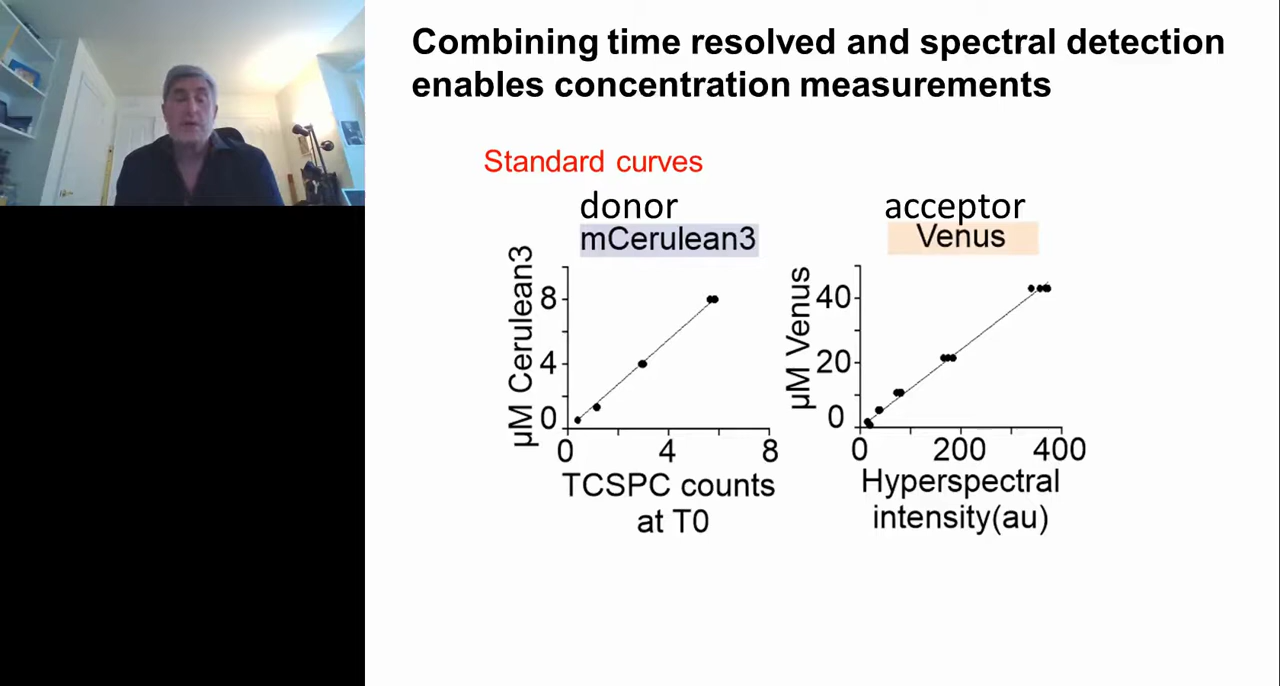 Combining time resolved and spectral detection
enables concentration measurements
Standard curves
donor
mCerulean3
µM Cerulean3
8
4
0
0 4 8
TCSPC counts
at T0
acceptor
Venus
µM Venus
40
20
0
0 200 400
Hyperspectral
intensity(au)